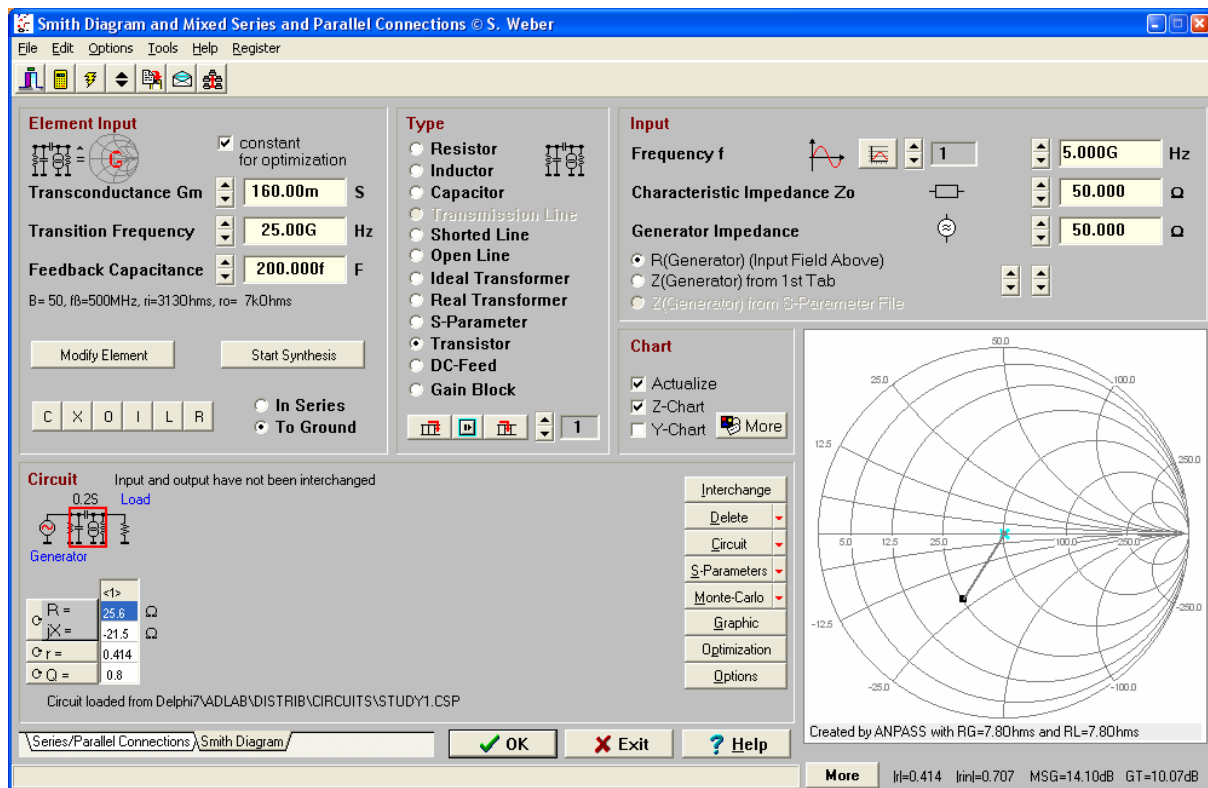 Smith Diagram and Mixed Series and Parallel Connections © S. Weber
File Edit Options Tools Help Register
Element Input
constant
for optimization
Transconductance Gm 160.00m S
Transition Frequency 25.00G Hz
Feedback Capacitance 200.000f F
B= 50, fß=500MHz, ri=313Ohms, ro= 7kOhms
Modify Element Start Synthesis
C X O I L R
In Series
To Ground
Type
Resistor
Inductor
Capacitor
Transmission Line
Shorted Line
Open Line
Ideal Transformer
Real Transformer
S-Parameter
Transistor
DC-Feed
Gain Block
1
Input
Frequency f 1 5.000G Hz
Characteristic Impedance Zo 50.000 Ω
Generator Impedance 50.000 Ω
R(Generator) (Input Field Above)
Z(Generator) from 1st Tab
Z(Generator) from S-Parameter File
Chart
Actualize
Z-Chart
Y-Chart
More
50.0
25.0 100.0
12.5 250.0
5.0 12.5 25.0 100.0 250.0
-12.5 -250.0
-25.0 -100.0
Created by ANPASS with RG=7.8Ohms and RL=7.8Ohms
Circuit Input and output have not been interchanged
0.2S Load
Generator
<1>
R = 25.6 Ω
jX = -21.5 Ω
r = 0.414
Q = 0.8
Circuit loaded from Delphi7\ADLAB\DISTRIB\CIRCUITS\STUDY1.CSP
Interchange
Delete
Circuit
S-Parameters
Monte-Carlo
Graphic
Optimization
Options
Series/Parallel Connections Smith Diagram
OK Exit Help
More |r|=0.414 |rin|=0.707 MSG=14.10dB GT=10.07dB